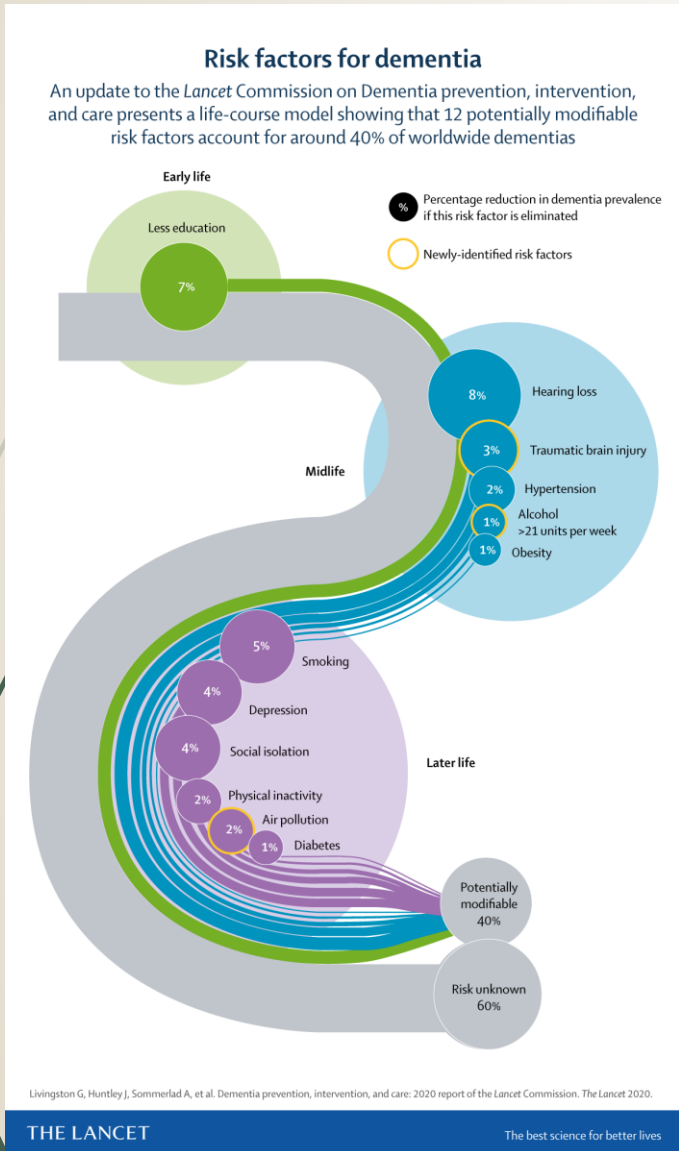 Risk factors for dementia
An update to the Lancet Commission on Dementia prevention, intervention,
and care presents a life-course model showing that 12 potentially modifiable
risk factors account for around 40% of worldwide dementias
Early life
% Percentage reduction in dementia prevalence
if this risk factor is eliminated
Newly-identified risk factors
Less education
7%
Midlife
8% Hearing loss
3% Traumatic brain injury
2% Hypertension
1% Alcohol
>21 units per week
1% Obesity
Later life
5% Smoking
4% Depression
4% Social isolation
2% Physical inactivity
2% Air pollution
1% Diabetes
Potentially
modifiable
40%
Risk unknown
60%
Livingston G, Huntley J, Sommerlad A, et al. Dementia prevention, intervention, and care: 2020 report of the Lancet Commission. The Lancet 2020.
THE LANCET
The best science for better lives